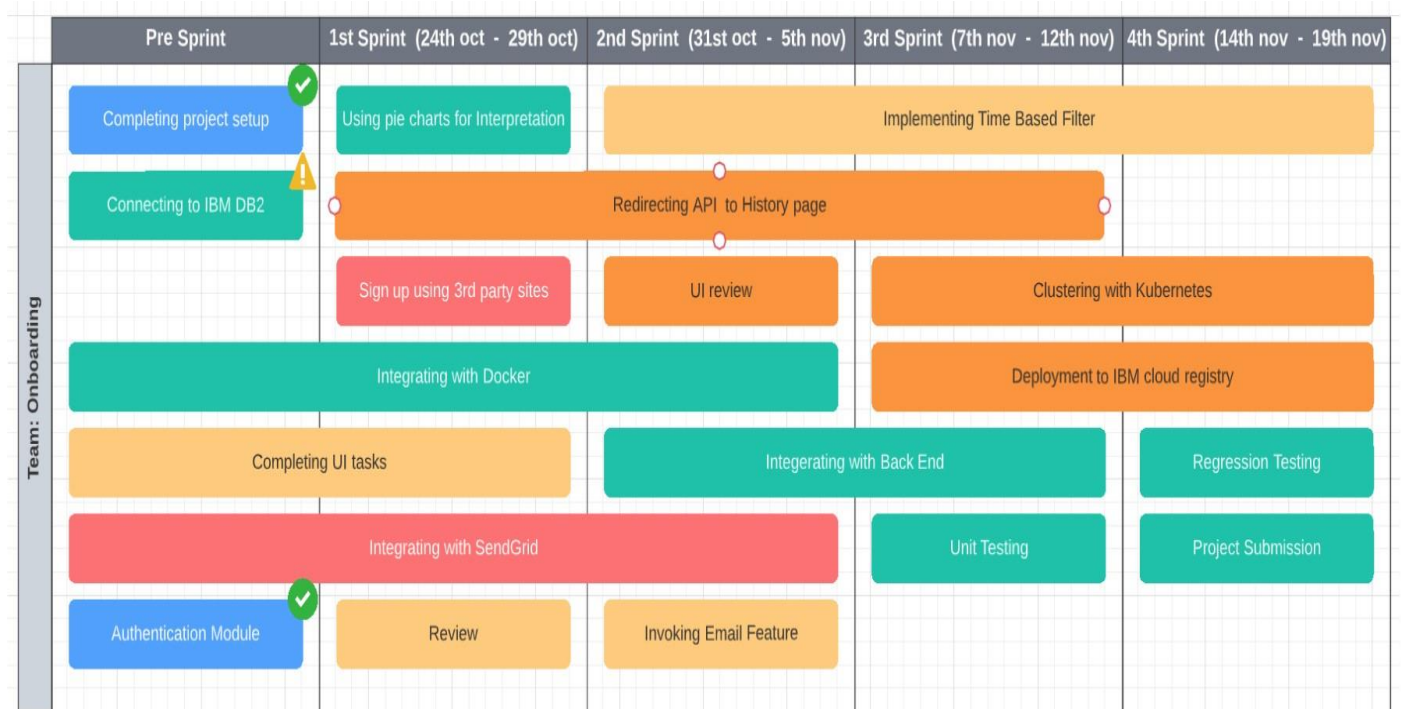 Pre Sprint
1st Sprint (24th oct - 29th oct)
2nd Sprint (31st oct - 5th nov)
3rd Sprint (7th nov - 12th nov)
4th Sprint (14th nov - 19th nov)
Team: Onboarding
Completing project setup
Using pie charts for Interpretation
Implementing Time Based Filter
Connecting to IBM DB2
Redirecting API to History page
Sign up using 3rd party sites
UI review
Clustering with Kubernetes
Integrating with Docker
Deployment to IBM cloud registry
Completing UI tasks
Integerating with Back End
Regression Testing
Integrating with SendGrid
Unit Testing
Project Submission
Authentication Module
Review
Invoking Email Feature